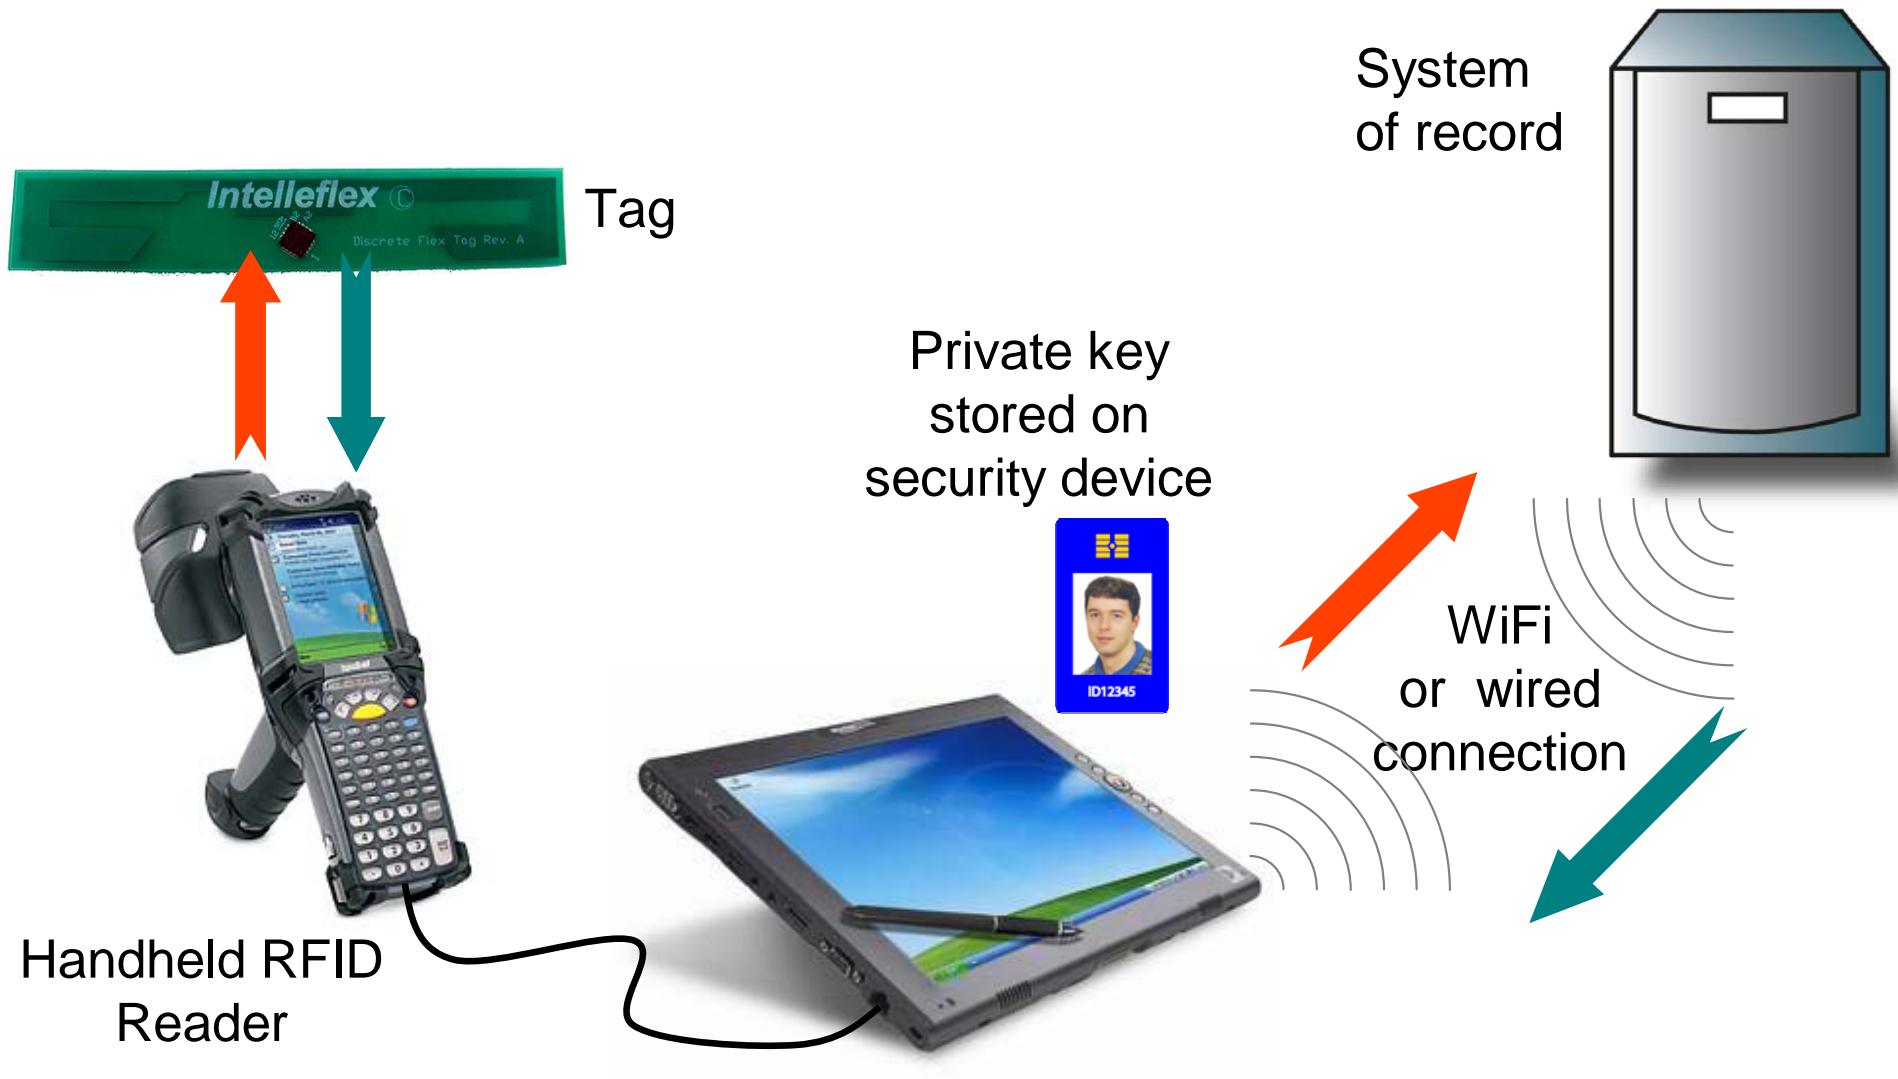 System
of record
Intelleflex ©
Discrete Flex Tag Rev. A
Tag
Private key
stored on
security device
ID12345
WiFi
or wired
connection
Handheld RFID
Reader